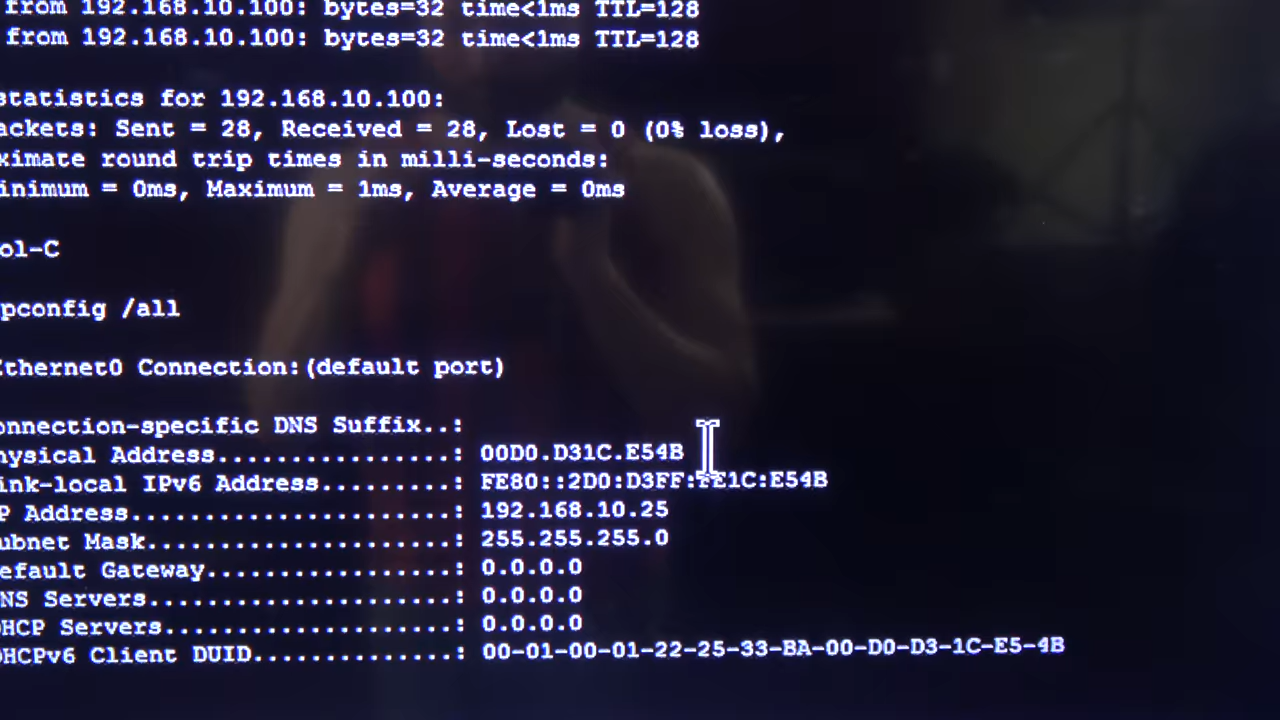 from 192.168.10.100: bytes=32 time<1ms TTL=128
from 192.168.10.100: bytes=32 time<1ms TTL=128
statistics for 192.168.10.100:
ackets: Sent = 28, Received = 28, Lost = 0 (0% loss),
ximate round trip times in milli-seconds:
inimum = 0ms, Maximum = 1ms, Average = 0ms
ol-C
pconfig /all
Ethernet0 Connection:(default port)
onnection-specific DNS Suffix..:
hysical Address................: 00D0.D31C.E54B
ink-local IPv6 Address.........: FE80::2D0:D3FF:FE1C:E54B
P Address......................: 192.168.10.25
ubnet Mask.....................: 255.255.255.0
efault Gateway.................: 0.0.0.0
NS Servers.....................: 0.0.0.0
DHCP Servers...................: 0.0.0.0
DHCPv6 Client DUID.............: 00-01-00-01-22-25-33-BA-00-D0-D3-1C-E5-4B